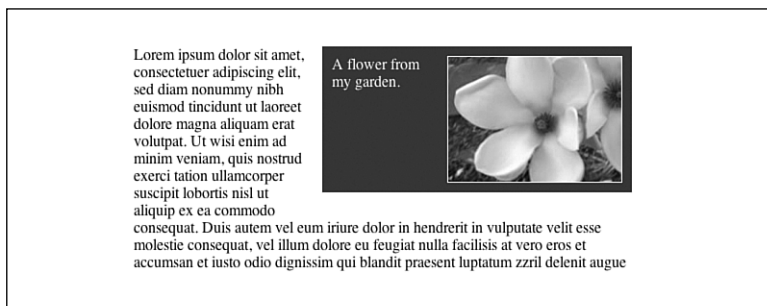 Lorem ipsum dolor sit amet,
consectetuer adipiscing elit,
sed diam nonummy nibh
euismod tincidunt ut laoreet
dolore magna aliquam erat
volutpat. Ut wisi enim ad
minim veniam, quis nostrud
exerci tation ullamcorper
suscipit lobortis nisl ut
aliquip ex ea commodo
consequat. Duis autem vel eum iriure dolor in hendrerit in vulputate velit esse
molestie consequat, vel illum dolore eu feugiat nulla facilisis at vero eros et
accumsan et iusto odio dignissim qui blandit praesent luptatum zzril delenit augue
A flower from
my garden.